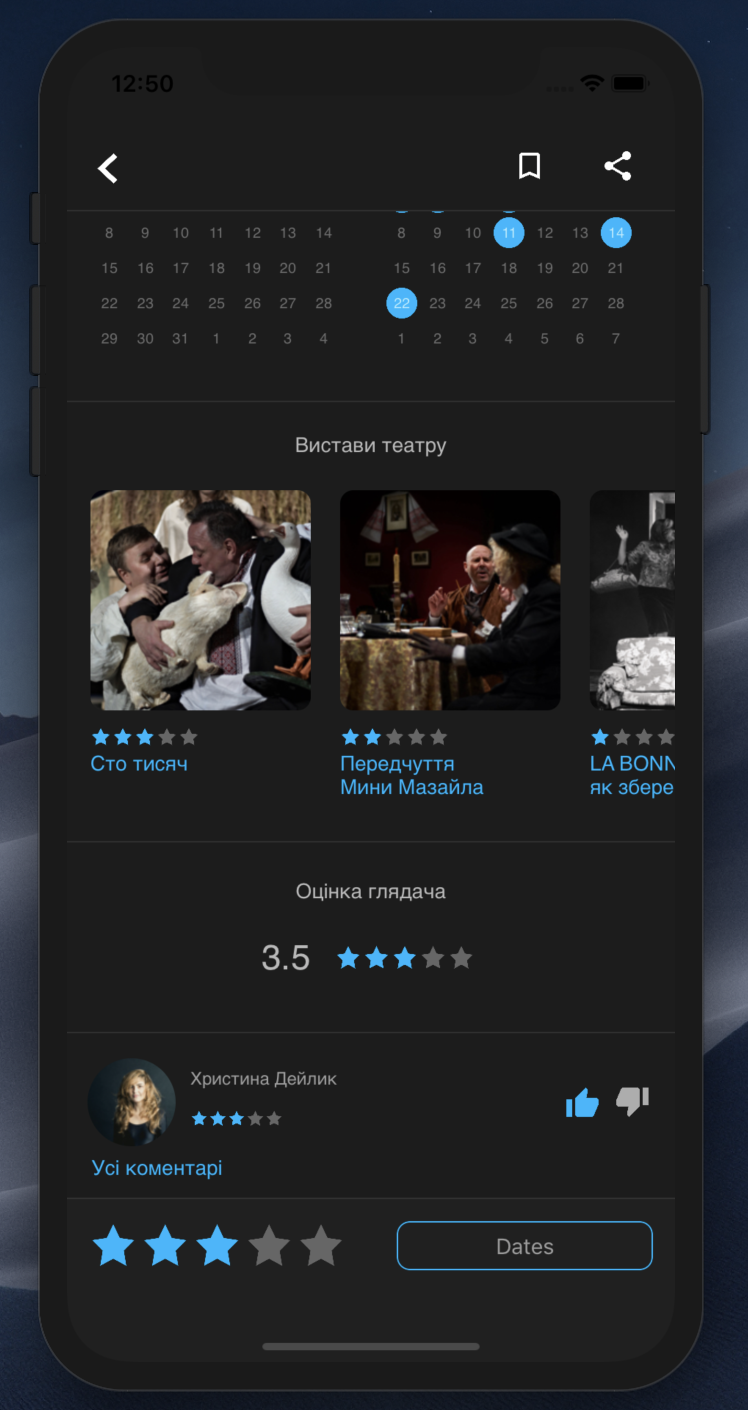 12:50
8 9 10 11 12 13 14 8 9 10 11 12 13 14
15 16 17 18 19 20 21 15 16 17 18 19 20 21
22 23 24 25 26 27 28 22 23 24 25 26 27 28
29 30 31 1 2 3 4 1 2 3 4 5 6 7
Вистави театру
Сто тисяч
Передчуття
Мини Мазайла
LA BONN
як збере
Оцінка глядача
3.5
Христина Дейлик
Усі коментарі
Dates